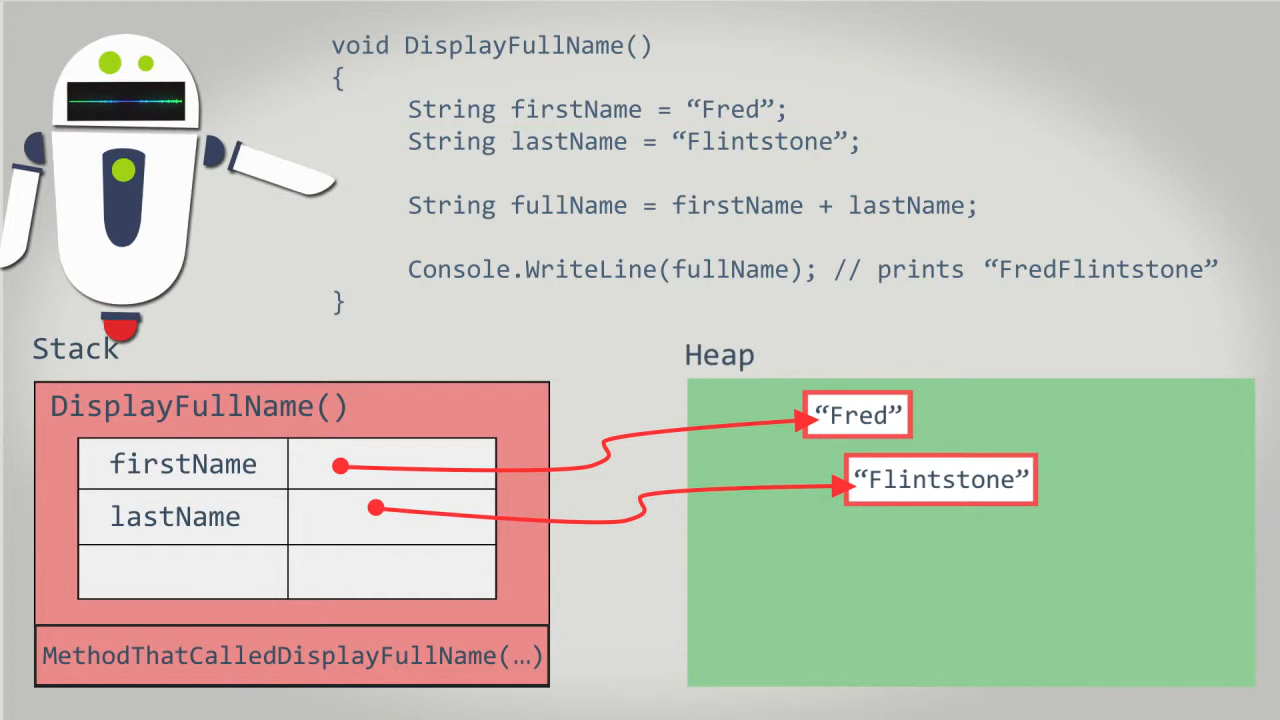 void DisplayFullName()
{
String firstName = “Fred”;
String lastName = “Flintstone”;
String fullName = firstName + lastName;
Console.WriteLine(fullName); // prints “FredFlintstone”
}
Stack
DisplayFullName()
firstName
lastName
MethodThatCalledDisplayFullName(…)
Heap
“Fred”
“Flintstone”